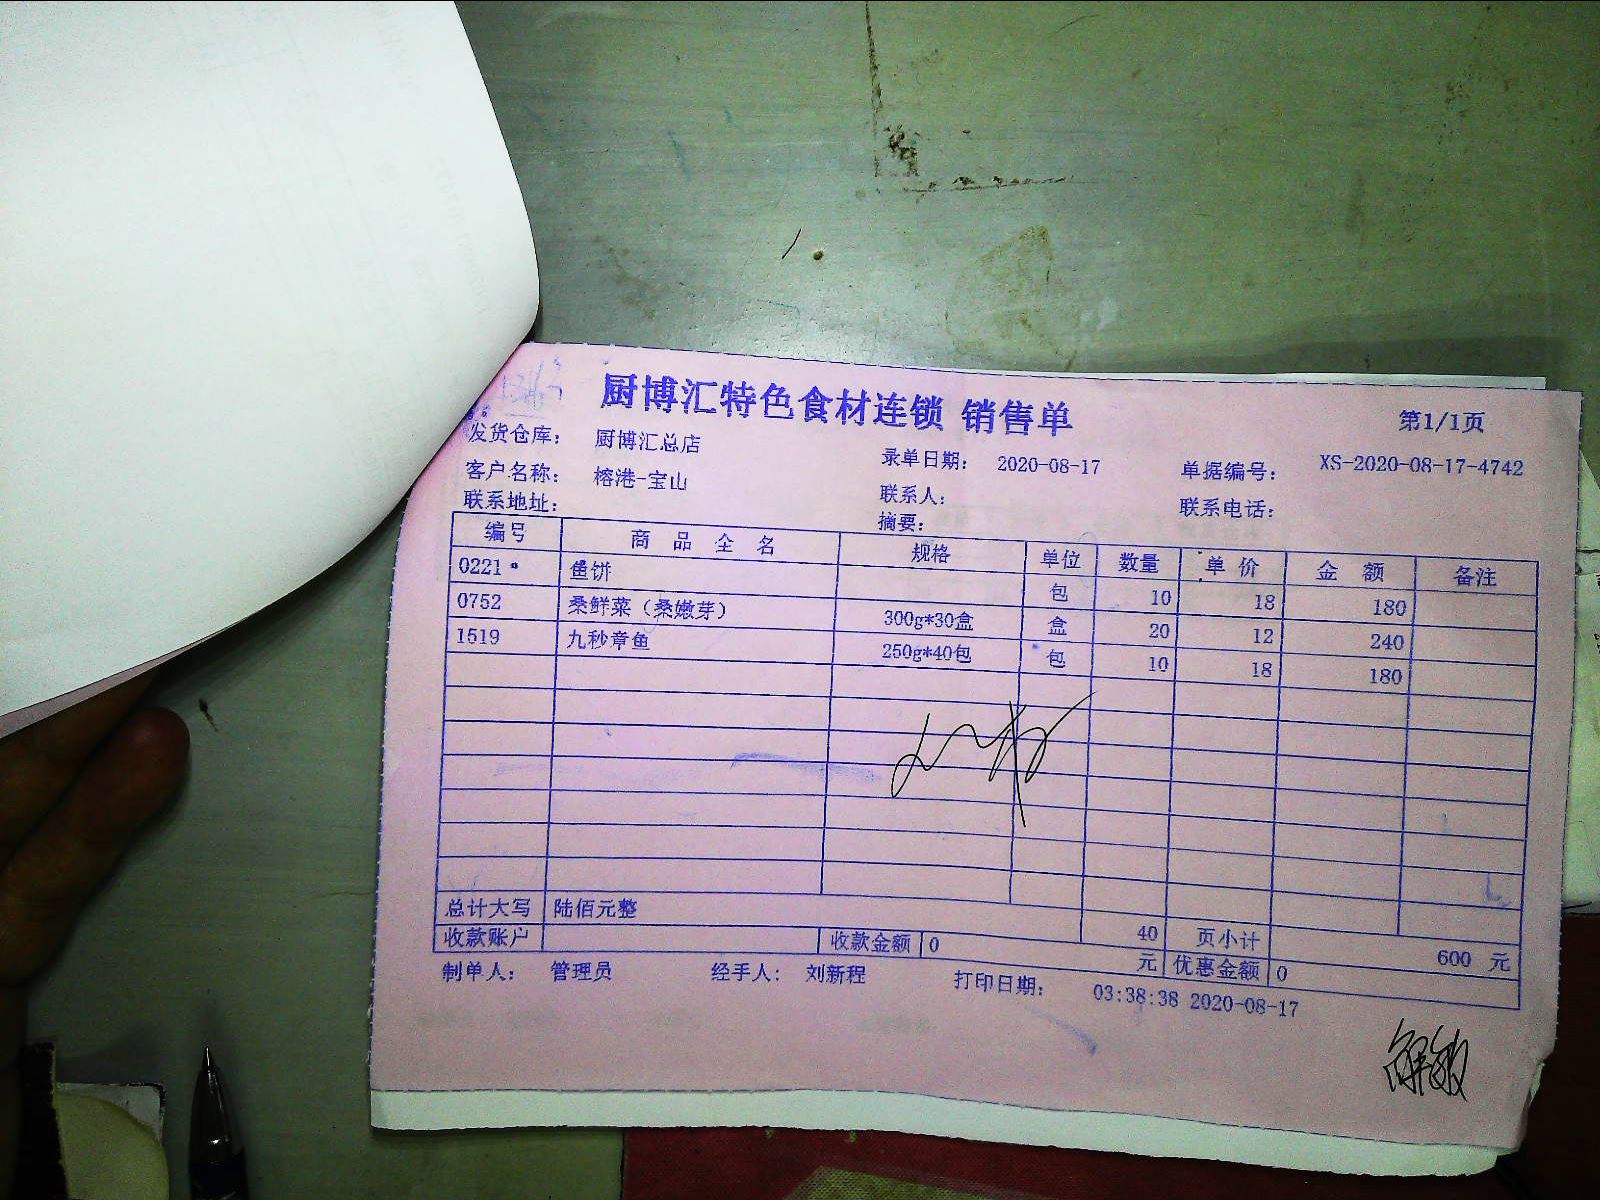 厨博汇特色食材连锁 销售单
第1/1页
发货仓库： 厨博汇总店 录单日期： 2020-08-17 单据编号： XS-2020-08-17-4742
客户名称： 榕港-宝山 联系人： 联系电话：
联系地址： 摘要：
编号 商品全名 规格 单位 数量 单价 金额 备注
0221 鱼饼 包 10 18 180
0752 桑鲜菜（桑嫩芽） 300g*30盒 盒 20 12 240
1519 九秒章鱼 250g*40包 包 10 18 180
总计大写 陆佰元整 40 页小计 600 元
收款账户 收款金额 0 元 优惠金额 0
制单人： 管理员 经手人： 刘新程 打印日期： 03:38:38 2020-08-17